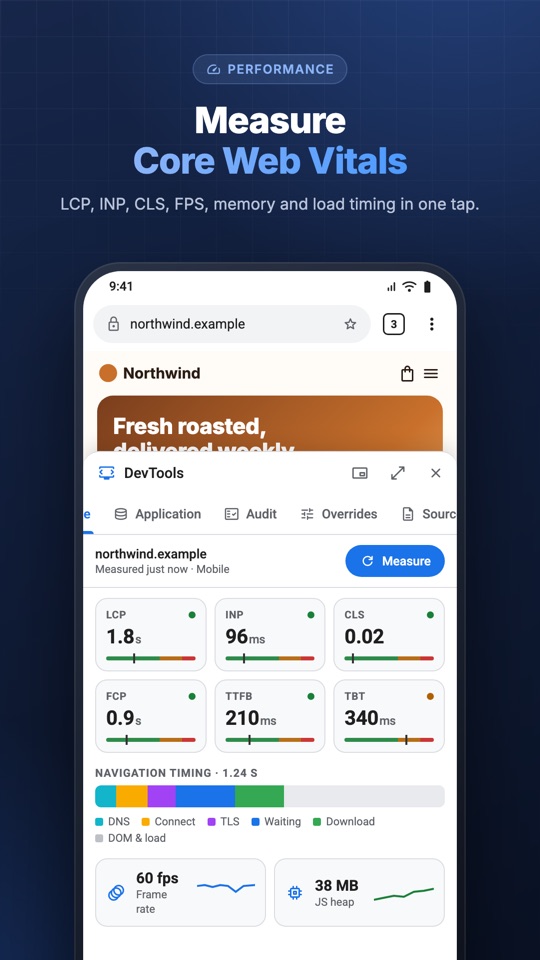 PERFORMANCE
Measure
Core Web Vitals
LCP, INP, CLS, FPS, memory and load timing in one tap.
9:41
northwind.example
3
Northwind
Fresh roasted,
delivered weekly
DevTools
e Application Audit Overrides Sourc
northwind.example
Measured just now · Mobile
Measure
LCP INP CLS
1.8s 96ms 0.02
FCP TTFB TBT
0.9s 210ms 340ms
NAVIGATION TIMING · 1.24 S
DNS Connect TLS Waiting Download
DOM & load
60 fps
Frame
rate
38 MB
JS heap